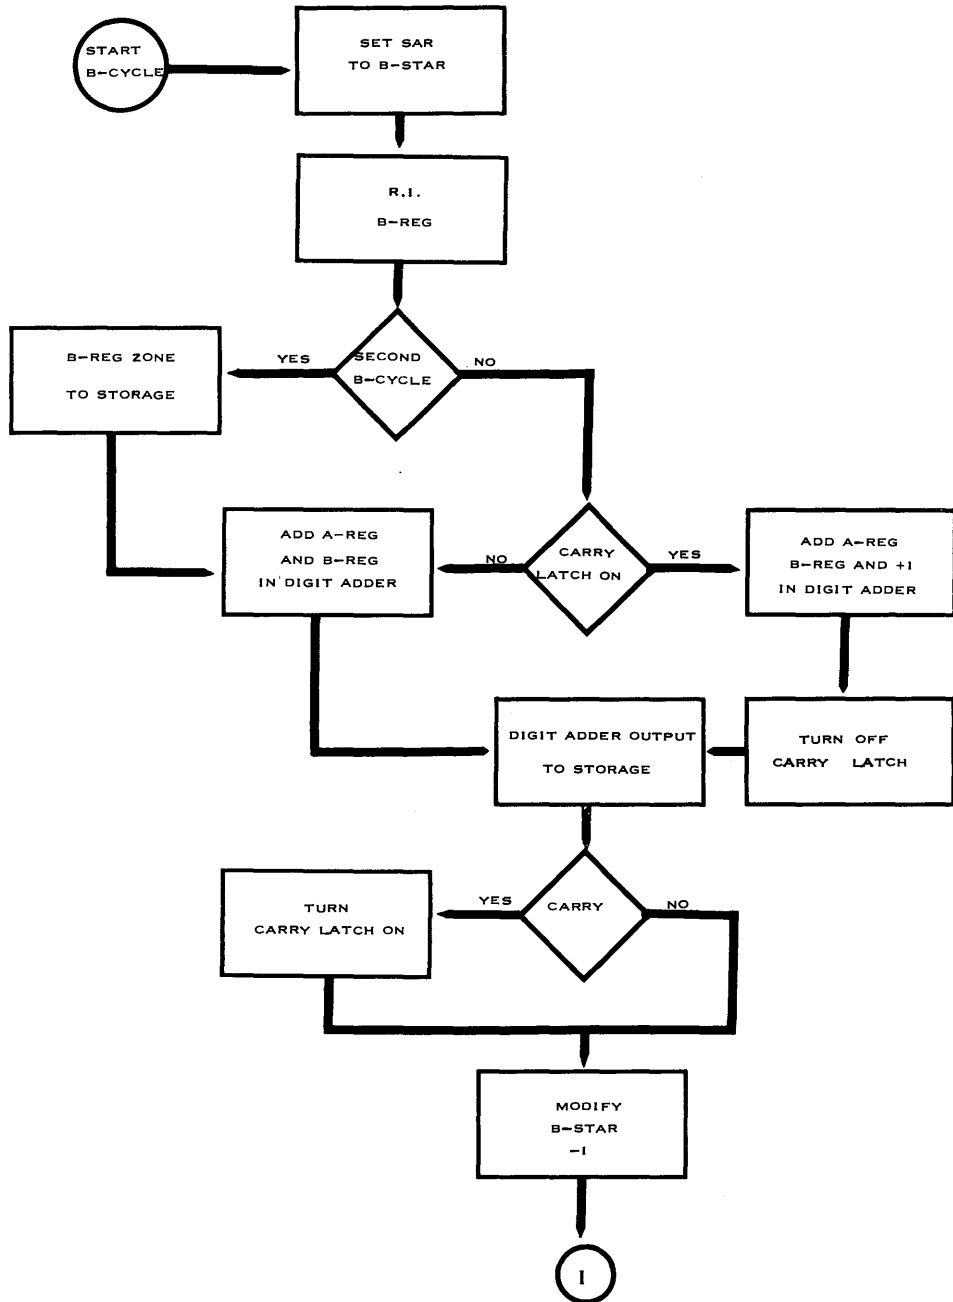 START
B-CYCLE
SET SAR
TO B-STAR
R.I.
B-REG
SECOND
B-CYCLE
YES
NO
B-REG ZONE
TO STORAGE
ADD A-REG
AND B-REG
IN DIGIT ADDER
NO
CARRY
LATCH ON
YES
ADD A-REG
B-REG AND +1
IN DIGIT ADDER
DIGIT ADDER OUTPUT
TO STORAGE
TURN OFF
CARRY LATCH
TURN
CARRY LATCH ON
YES
CARRY
NO
MODIFY
B-STAR
-1
1